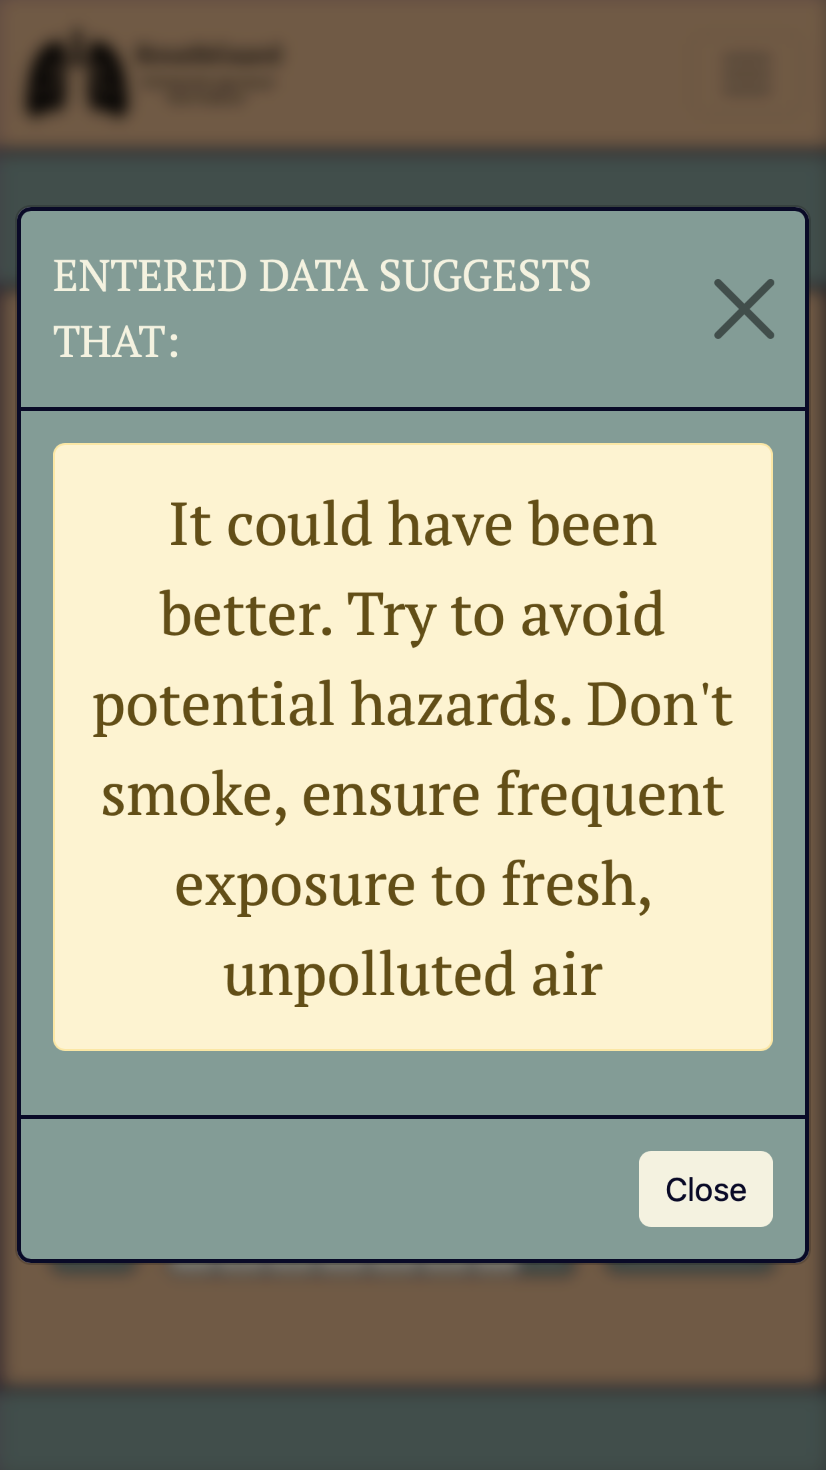 ENTERED DATA SUGGESTS
THAT:
It could have been
better. Try to avoid
potential hazards. Don't
smoke, ensure frequent
exposure to fresh,
unpolluted air
Close